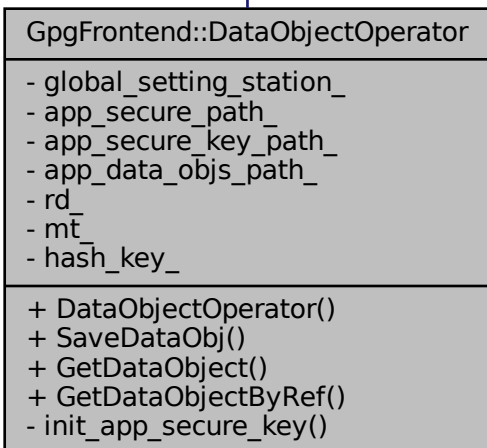 GpgFrontend::DataObjectOperator
- global_setting_station_
- app_secure_path_
- app_secure_key_path_
- app_data_objs_path_
- rd_
- mt_
- hash_key_
+ DataObjectOperator()
+ SaveDataObj()
+ GetDataObject()
+ GetDataObjectByRef()
- init_app_secure_key()